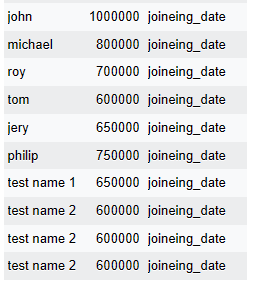 john 1000000 joineing_date
michael 800000 joineing_date
roy 700000 joineing_date
tom 600000 joineing_date
jery 650000 joineing_date
philip 750000 joineing_date
test name 1 650000 joineing_date
test name 2 600000 joineing_date
test name 2 600000 joineing_date
test name 2 600000 joineing_date